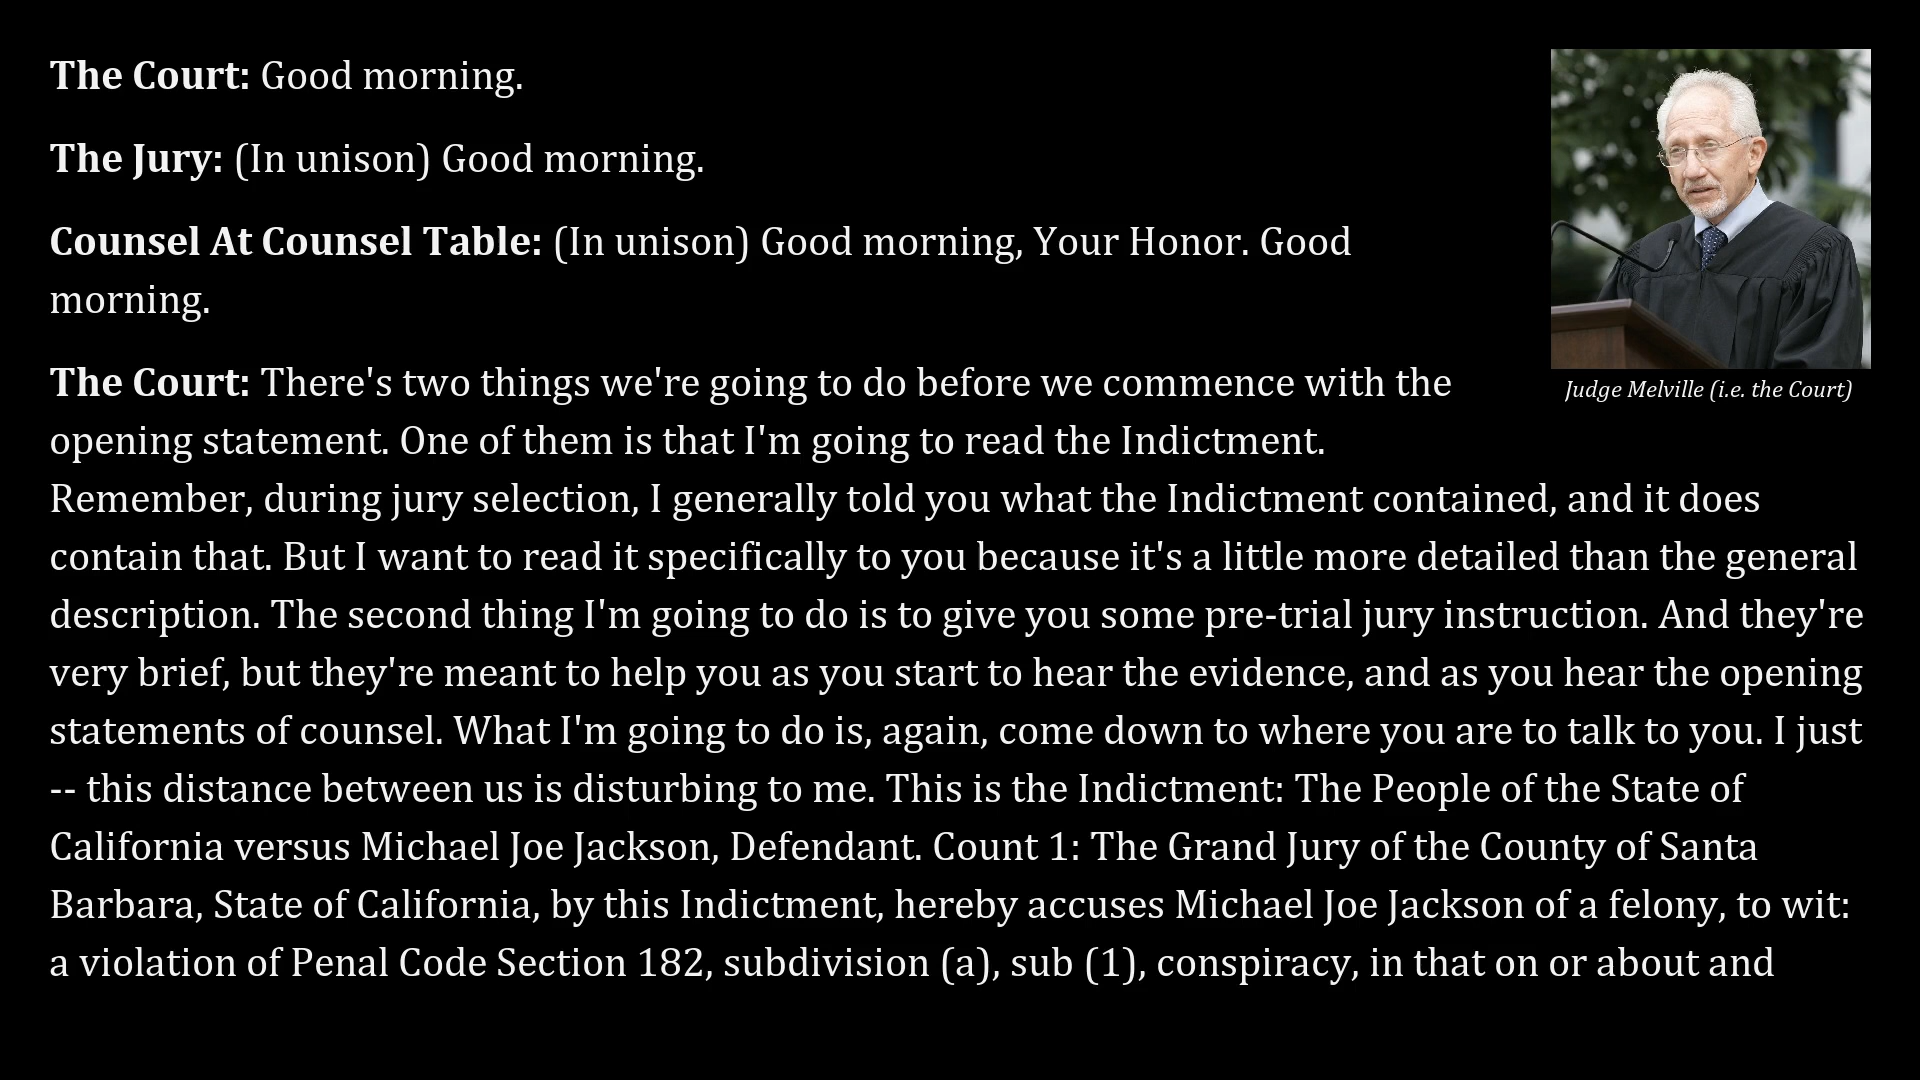 The Court: Good morning.
The Jury: (In unison) Good morning.
Counsel At Counsel Table: (In unison) Good morning, Your Honor. Good
morning.
The Court: There's two things we're going to do before we commence with the
opening statement. One of them is that I'm going to read the Indictment.
Judge Melville (i.e. the Court)
Remember, during jury selection, I generally told you what the Indictment contained, and it does
contain that. But I want to read it specifically to you because it's a little more detailed than the general
description. The second thing I'm going to do is to give you some pre-trial jury instruction. And they're
very brief, but they're meant to help you as you start to hear the evidence, and as you hear the opening
statements of counsel. What I'm going to do is, again, come down to where you are to talk to you. I just
-- this distance between us is disturbing to me. This is the Indictment: The People of the State of
California versus Michael Joe Jackson, Defendant. Count 1: The Grand Jury of the County of Santa
Barbara, State of California, by this Indictment, hereby accuses Michael Joe Jackson of a felony, to wit:
a violation of Penal Code Section 182, subdivision (a), sub (1), conspiracy, in that on or about and